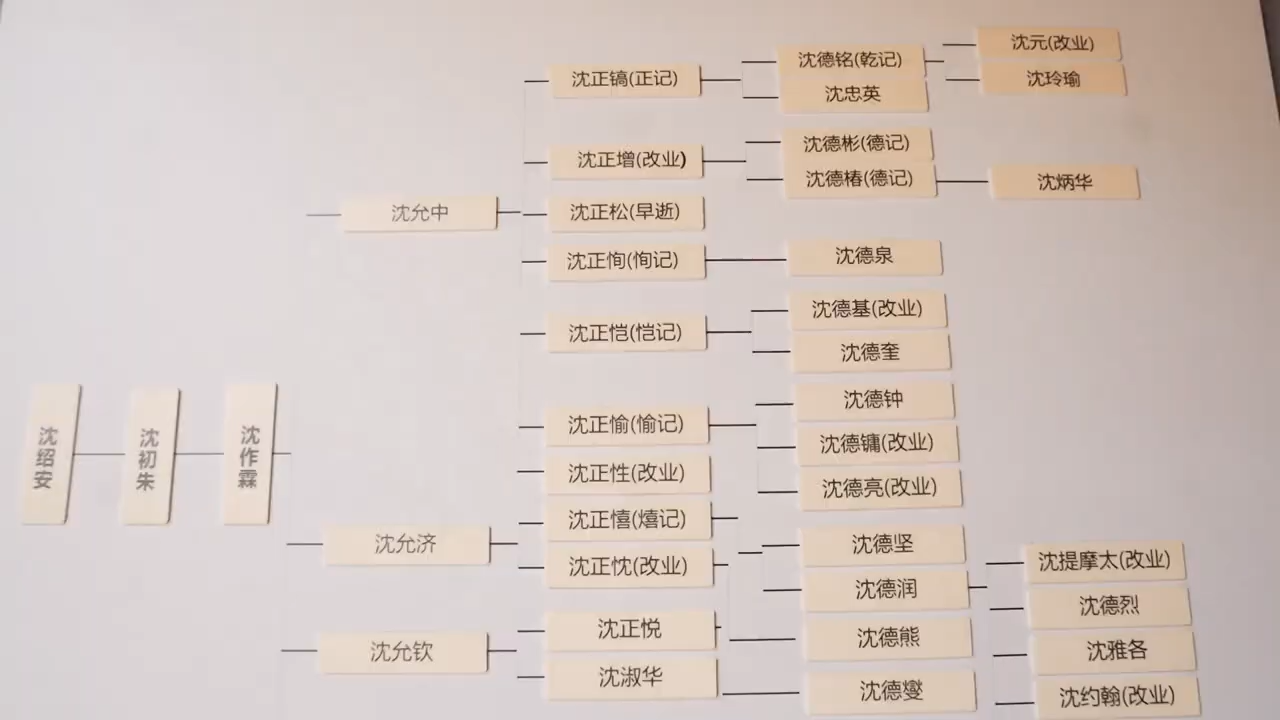 沈绍安
沈初朱
沈作霖
沈允中
沈允济
沈允钦
沈正镐(正记)
沈正增(改业)
沈正松(早逝)
沈正恂(恂记)
沈正恺(恺记)
沈正愉(愉记)
沈正性(改业)
沈正禧(熺记)
沈正忱(改业)
沈正悦
沈淑华
沈德铭(乾记)
沈忠英
沈德彬(德记)
沈德椿(德记)
沈德泉
沈德基(改业)
沈德奎
沈德钟
沈德镛(改业)
沈德亮(改业)
沈德坚
沈德润
沈德熊
沈德燮
沈元(改业)
沈玲瑜
沈炳华
沈提摩太(改业)
沈德烈
沈雅各
沈约翰(改业)